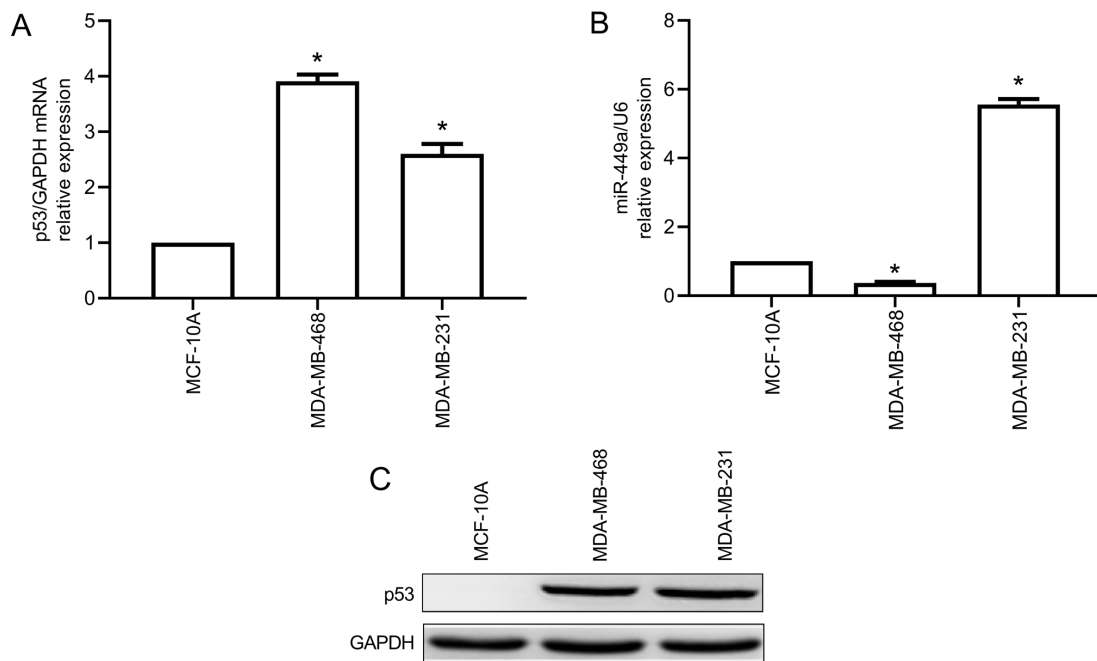 A
p53/GAPDH mRNA
relative expression
5
4
3
2
1
0
*
*
MCF-10A
MDA-MB-468
MDA-MB-231
B
miR-449a/U6
relative expression
8
6
4
2
0
*
*
MCF-10A
MDA-MB-468
MDA-MB-231
C
MCF-10A
MDA-MB-468
MDA-MB-231
p53
GAPDH